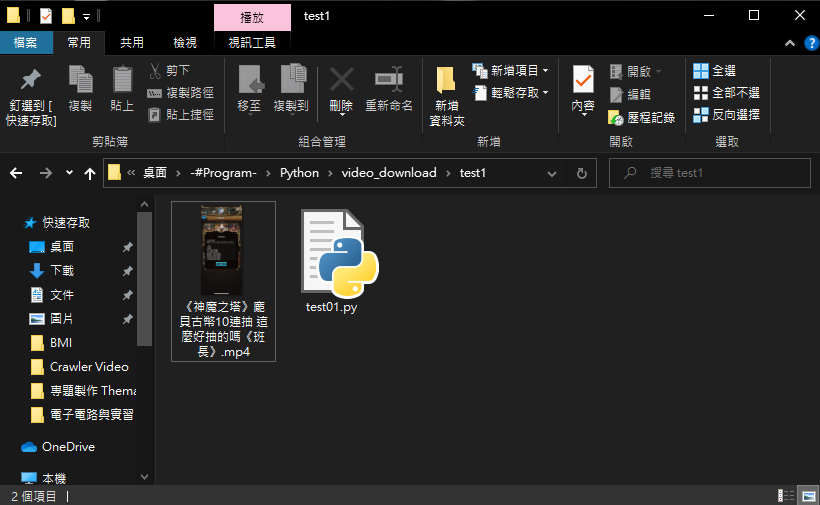 播放
test1
檔案
常用
共用
檢視
視訊工具
釘選到 [
快速存取]
複製
貼上
剪下
複製路徑
貼上捷徑
剪貼簿
移至
複製到
刪除
重新命名
組合管理
新增
資料夾
新增項目
輕鬆存取
新增
內容
開啟
編輯
歷程記錄
開啟
全選
全部不選
反向選擇
選取
« 桌面 › -#Program- › Python › video_download › test1
搜尋 test1
快速存取
桌面
下載
文件
圖片
BMI
Crawler Video
專題製作 Thema
電子電路與實習
OneDrive
本機
《神魔之塔》龐
貝古幣10連抽 這
麼好抽的嗎《班
長》.mp4
test01.py
2 個項目